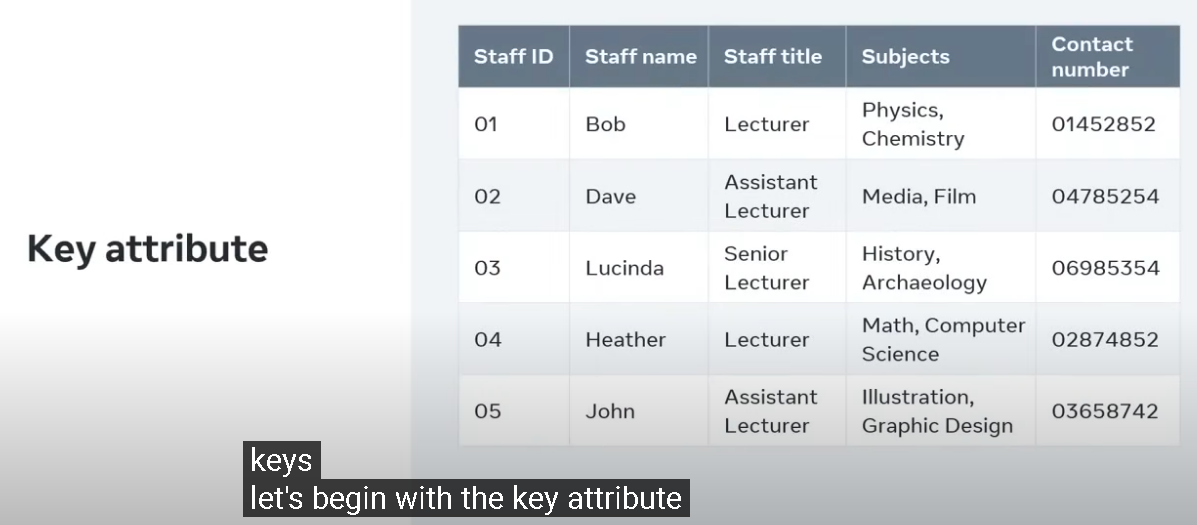 Key attribute
Staff ID Staff name Staff title Subjects Contact
number
01 Bob Lecturer Physics,
Chemistry
01452852
02 Dave Assistant
Lecturer
Media, Film 04785254
03 Lucinda Senior
Lecturer
History,
Archaeology
06985354
04 Heather Lecturer Math, Computer
Science
02874852
05 John Assistant
Lecturer
Illustration,
Graphic Design
03658742
keys
let's begin with the key attribute